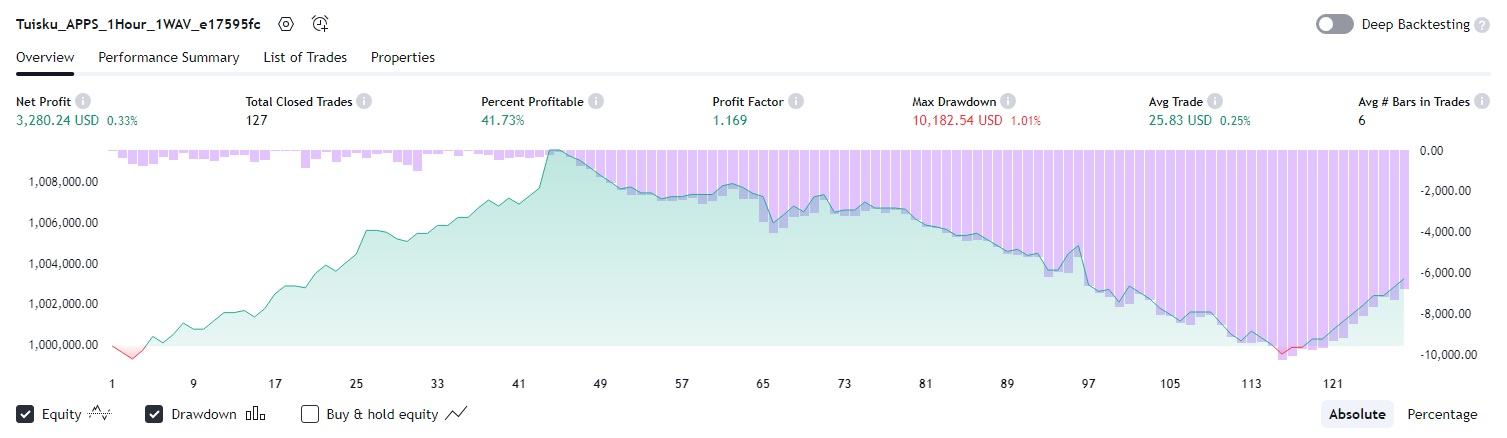 Tuisku_APPS_1Hour_1WAV_e17595fc
Deep Backtesting ?
Overview Performance Summary List of Trades Properties
Net Profit i Total Closed Trades i Percent Profitable i Profit Factor i Max Drawdown i Avg Trade i Avg # Bars in Trades i
3,280.24 USD 0.33% 127 41.73% 1.169 10,182.54 USD 1.01% 25.83 USD 0.25% 6
0.00
1,008,000.00
-2,000.00
1,006,000.00
-4,000.00
1,004,000.00
-6,000.00
1,002,000.00
-8,000.00
1,000,000.00
-10,000.00
1 9 17 25 33 41 49 57 65 73 81 89 97 105 113 121
Equity Drawdown Buy & hold equity Absolute Percentage